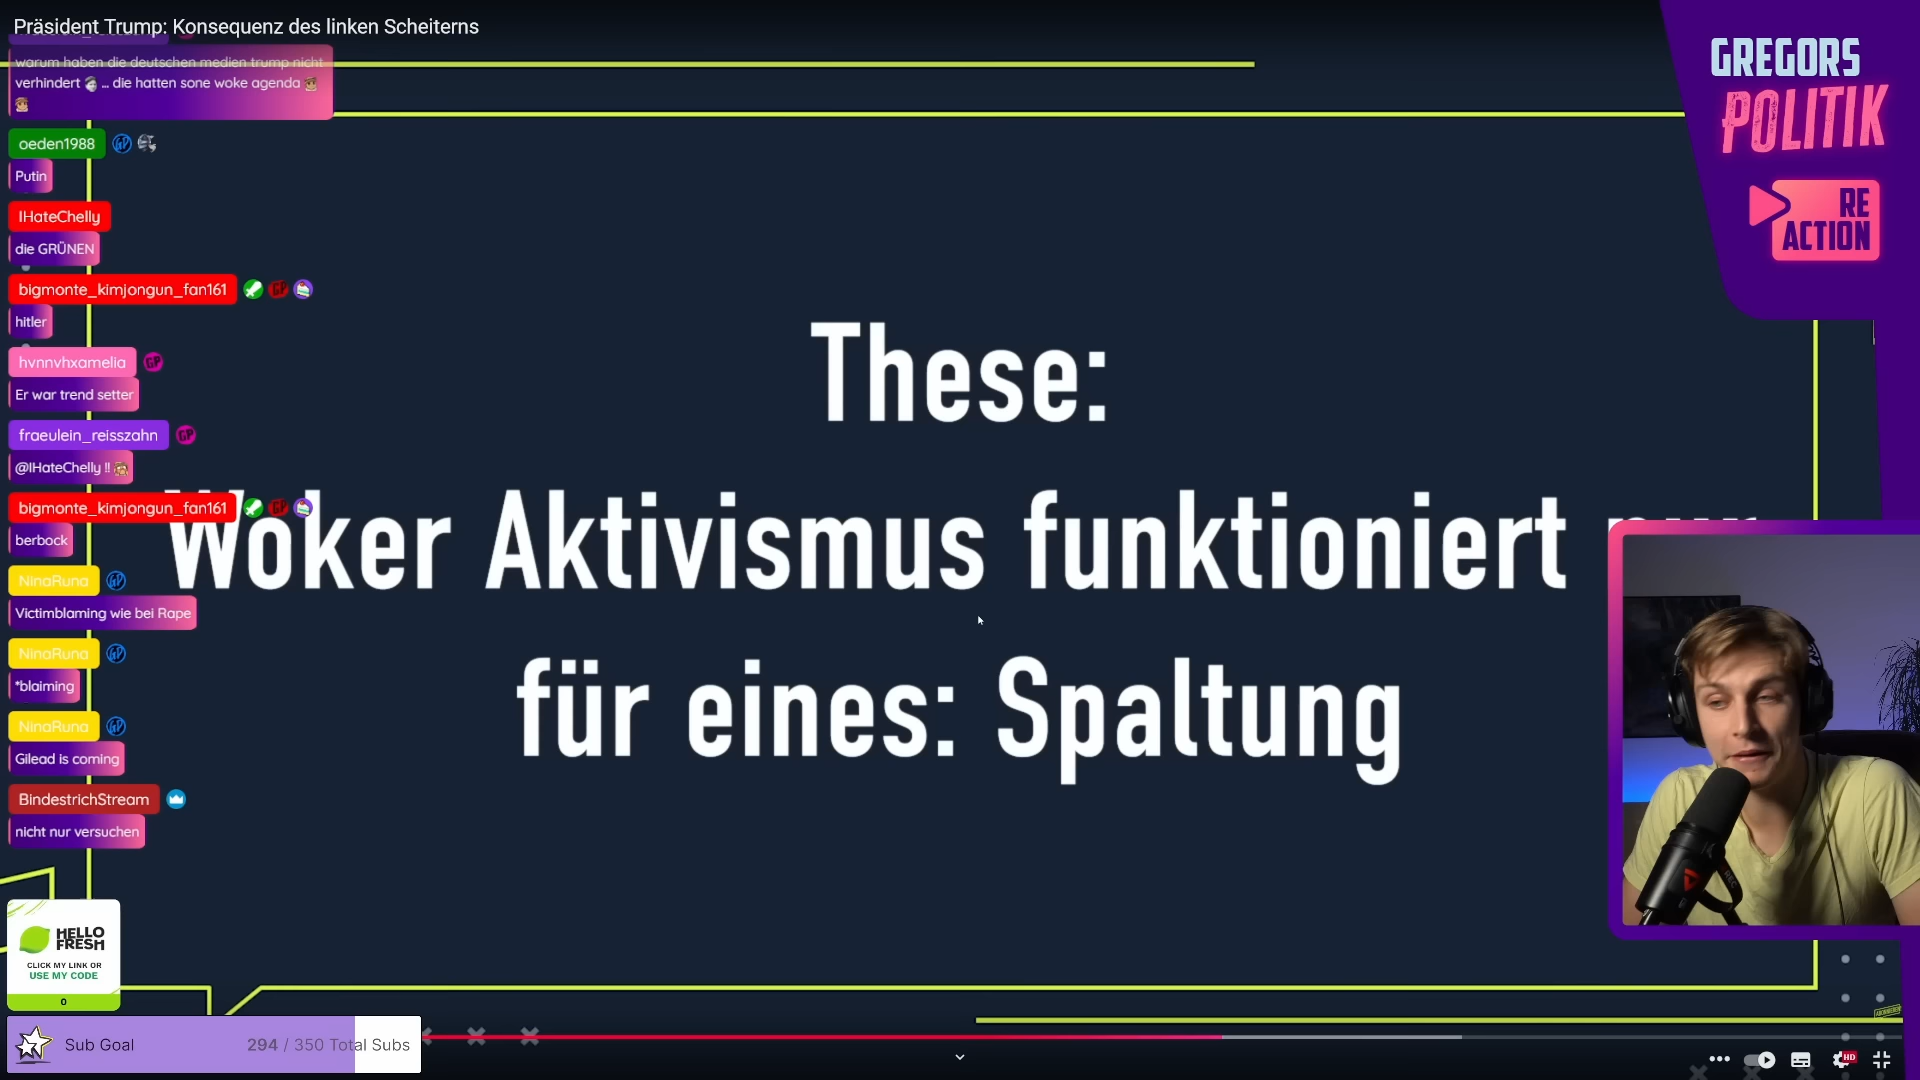 Präsident Trump: Konsequenz des linken Scheiterns
warum haben die deutschen medien trump nicht
verhindert ... die hatten sone woke agenda
oeden1988
Putin
IHateChelly
die GRÜNEN
bigmonte_kimjongun_fan161
hitler
hvnnvhxamelia
Er war trend setter
fraeulein_reisszahn
@IHateChelly !!
bigmonte_kimjongun_fan161
berbock
NinaRuna
Victimblaming wie bei Rape
NinaRuna
*blaiming
NinaRuna
Gilead is coming
BindestrichStream
nicht nur versuchen
HELLO
FRESH
CLICK MY LINK OR
USE MY CODE
0
Sub Goal 294 / 350 Total Subs
These:
Woker Aktivismus funktioniert
für eines: Spaltung
GREGORS
POLITIK
RE
ACTION
HD